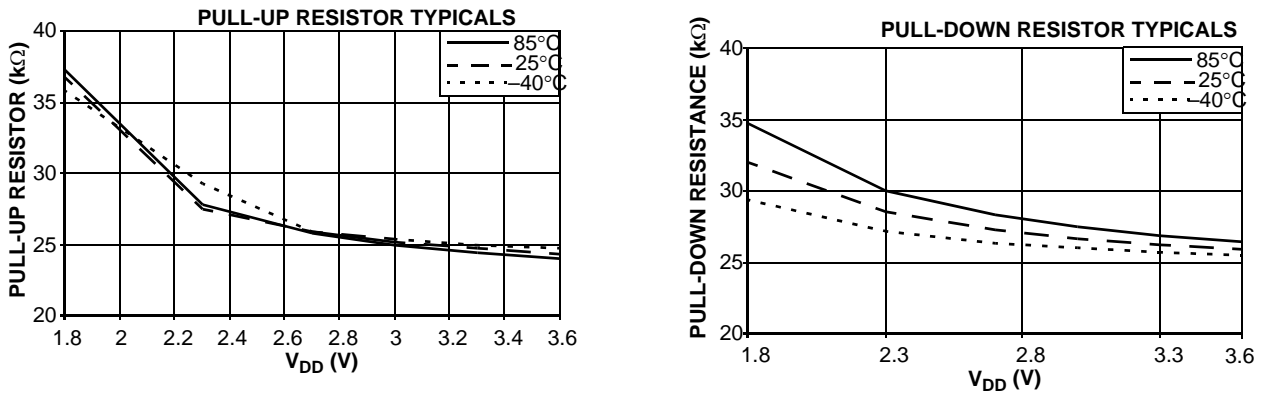 PULL-UP RESISTOR TYPICALS
PULL-UP RESISTOR (kΩ)
40
35
30
25
20
85°C
25°C
–40°C
1.8 2 2.2 2.4 2.6 2.8 3 3.2 3.4 3.6
VDD (V)
PULL-DOWN RESISTOR TYPICALS
PULL-DOWN RESISTANCE (kΩ)
40
35
30
25
20
85°C
25°C
–40°C
1.8 2.3 2.8 3.3 3.6
VDD (V)